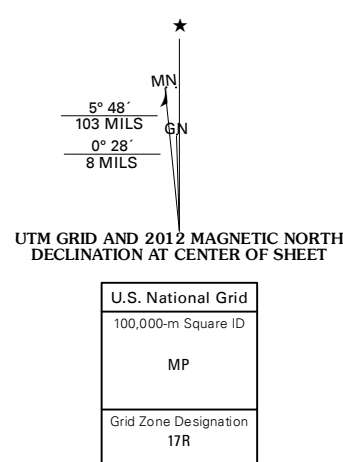 ★
MN
5° 48´
103 MILS
GN
0° 28´
8 MILS
UTM GRID AND 2012 MAGNETIC NORTH
DECLINATION AT CENTER OF SHEET
U.S. National Grid
100,000-m Square ID
MP
Grid Zone Designation
17R